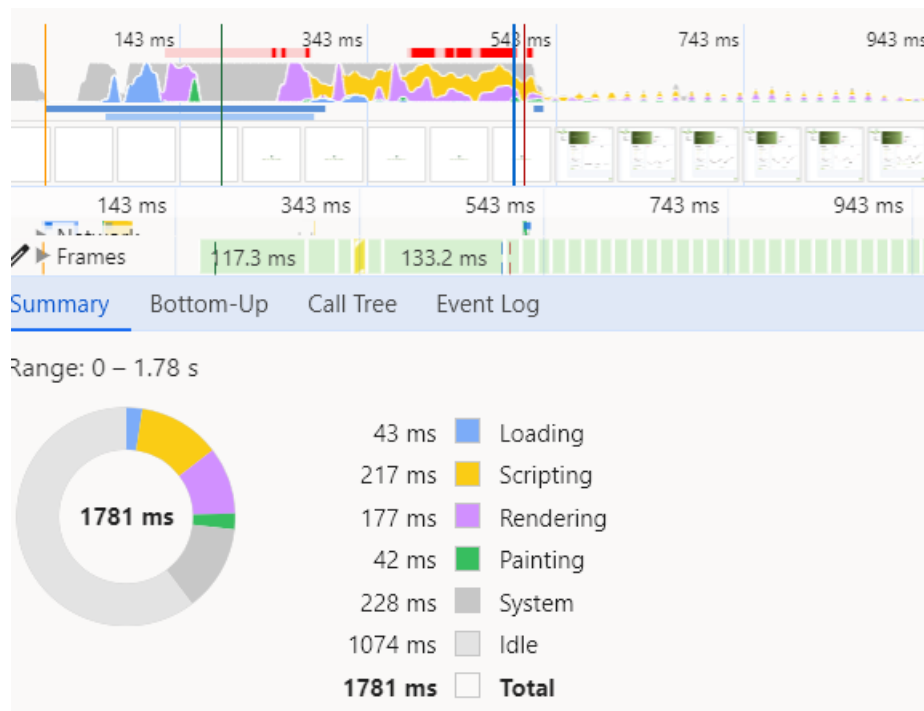 143 ms 343 ms 543 ms 743 ms 943 ms
143 ms 343 ms 543 ms 743 ms 943 ms
Network
Frames 117.3 ms 133.2 ms
Summary Bottom-Up Call Tree Event Log
Range: 0 – 1.78 s
1781 ms
43 ms Loading
217 ms Scripting
177 ms Rendering
42 ms Painting
228 ms System
1074 ms Idle
1781 ms Total